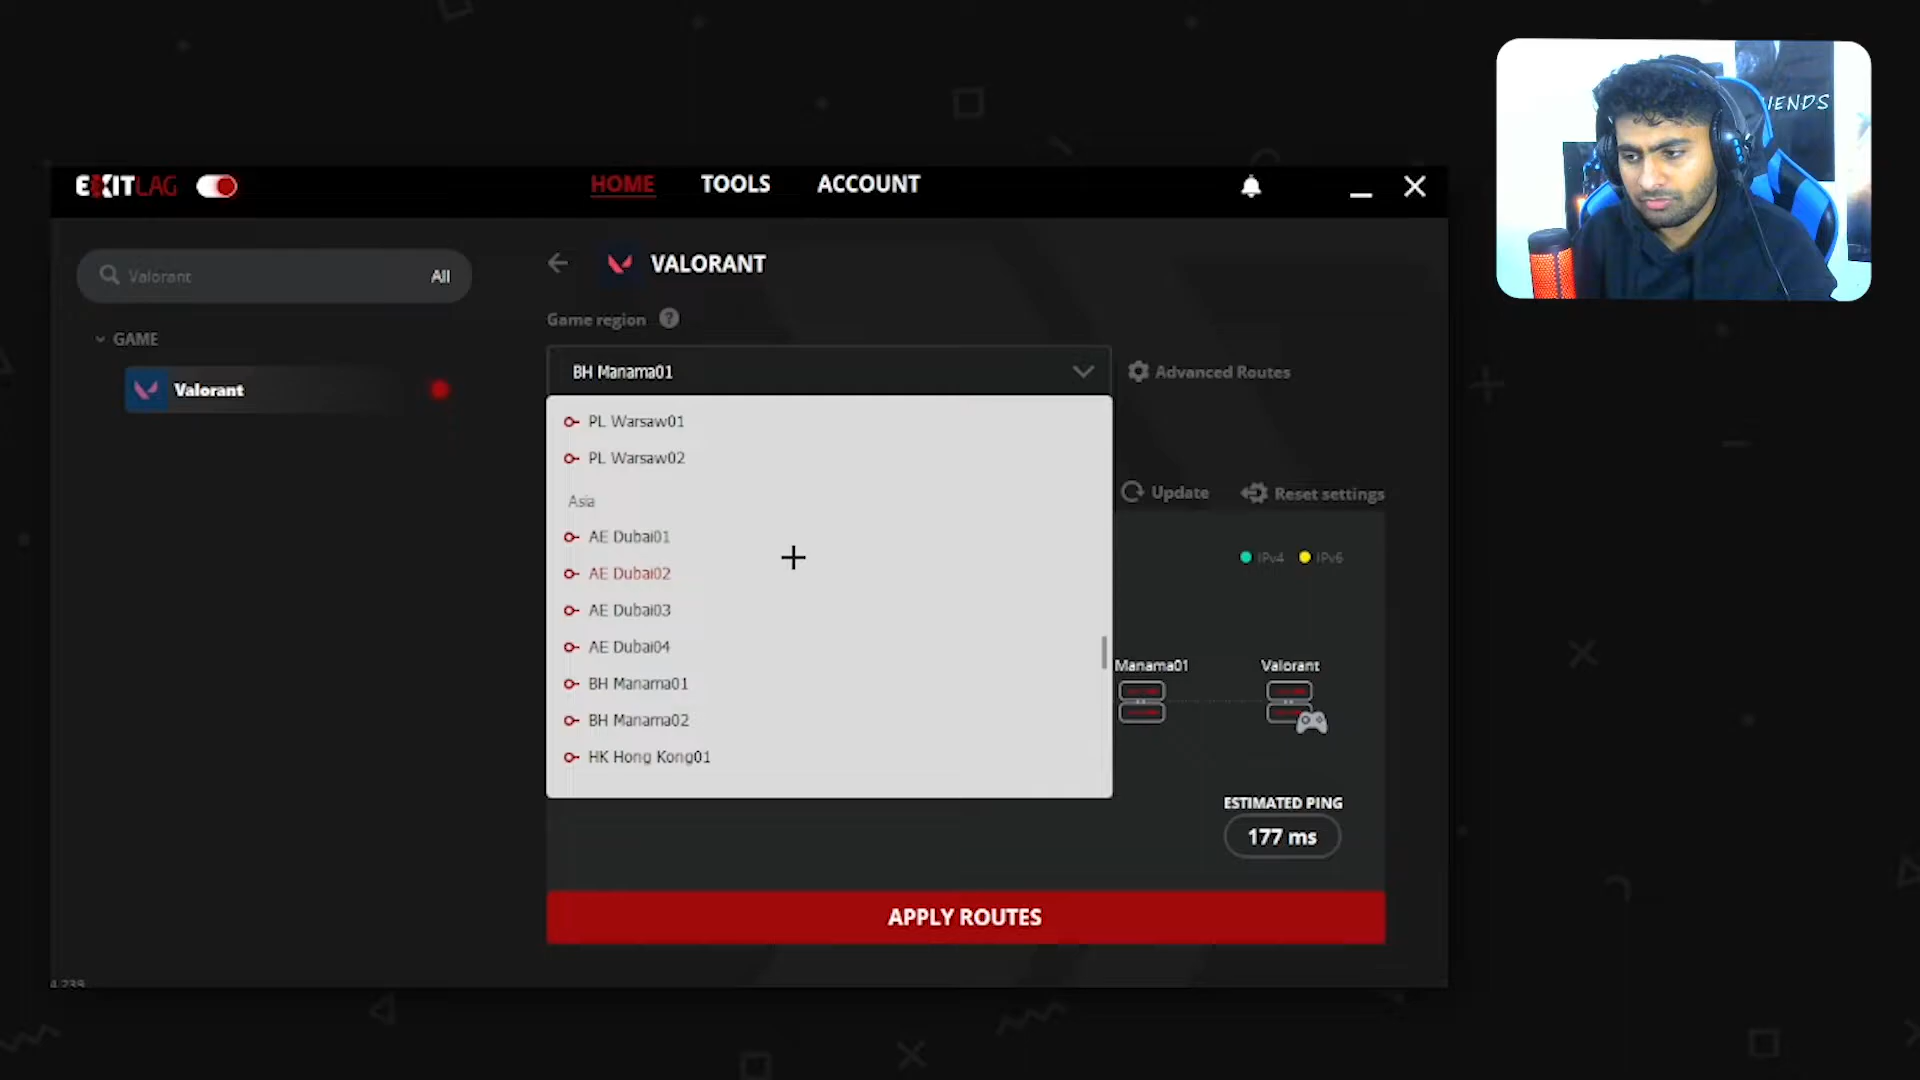 EXITLAG
HOME
TOOLS
ACCOUNT
Valorant
All
GAME
Valorant
VALORANT
Game region ?
BH Manama01
Advanced Routes
PL Warsaw01
PL Warsaw02
Asia
AE Dubai01
AE Dubai02
AE Dubai03
AE Dubai04
BH Manama01
BH Manama02
HK Hong Kong01
Update
Reset settings
IPv4
IPv6
Manama01
Valorant
ESTIMATED PING
177 ms
APPLY ROUTES
4.239
IENDS